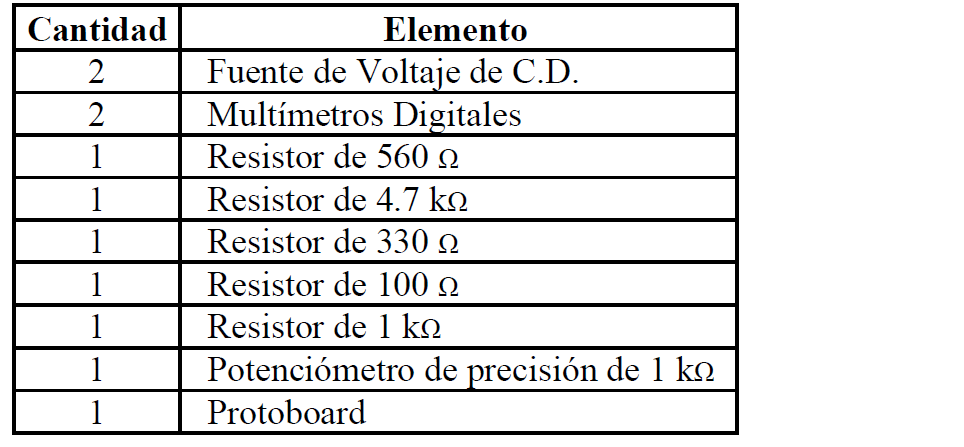 Cantidad Elemento
2 Fuente de Voltaje de C.D.
2 Multímetros Digitales
1 Resistor de 560 Ω
1 Resistor de 4.7 kΩ
1 Resistor de 330 Ω
1 Resistor de 100 Ω
1 Resistor de 1 kΩ
1 Potenciómetro de precisión de 1 kΩ
1 Protoboard